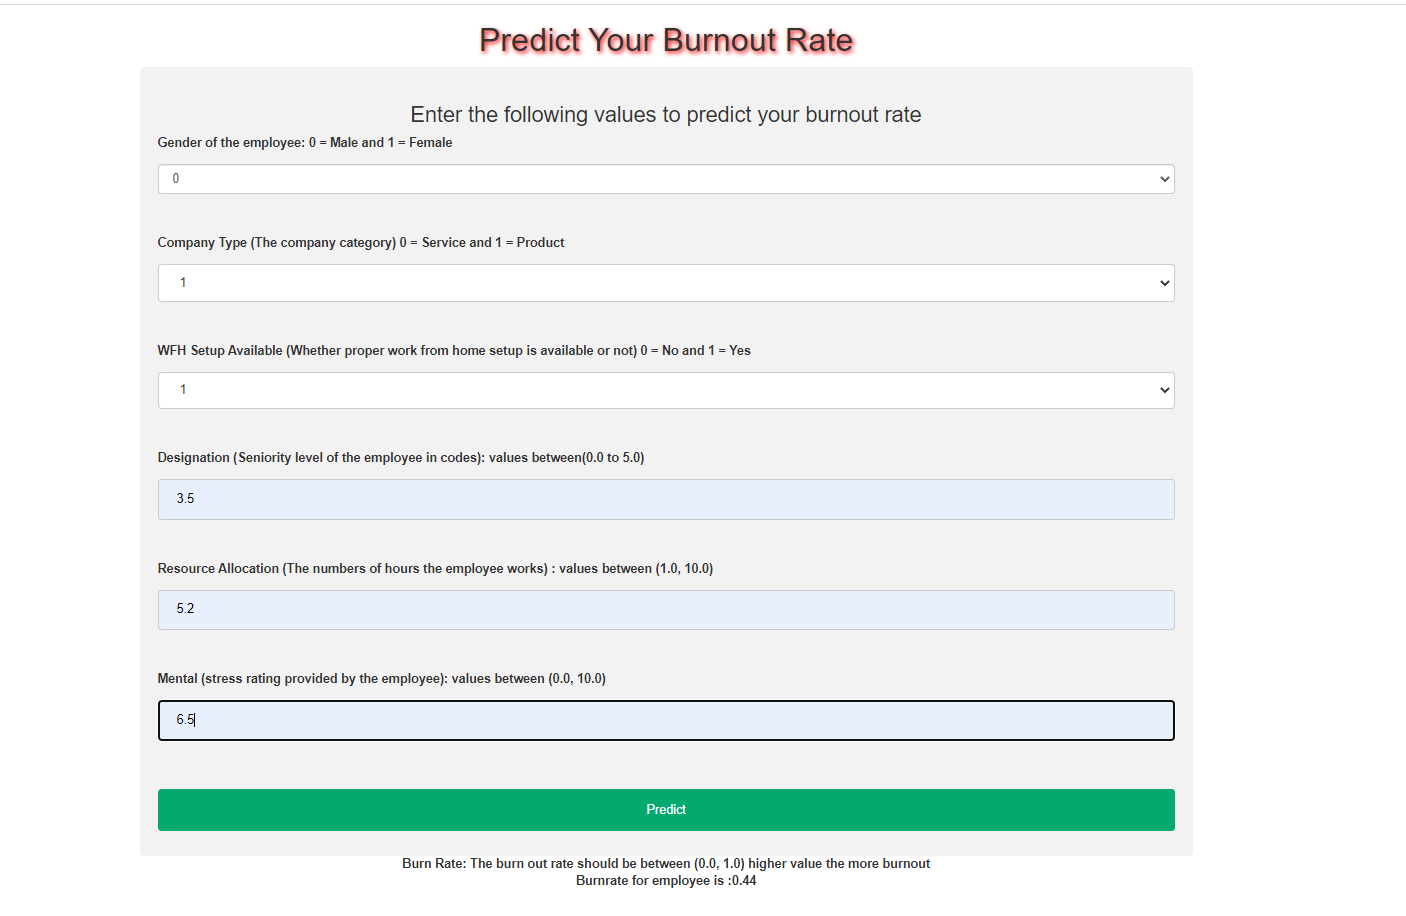 Predict Your Burnout Rate
Enter the following values to predict your burnout rate
Gender of the employee: 0 = Male and 1 = Female
0
Company Type (The company category) 0 = Service and 1 = Product
1
WFH Setup Available (Whether proper work from home setup is available or not) 0 = No and 1 = Yes
1
Designation (Seniority level of the employee in codes): values between(0.0 to 5.0)
3.5
Resource Allocation (The numbers of hours the employee works) : values between (1.0, 10.0)
5.2
Mental (stress rating provided by the employee): values between (0.0, 10.0)
6.5
Predict
Burn Rate: The burn out rate should be between (0.0, 1.0) higher value the more burnout
Burnrate for employee is :0.44